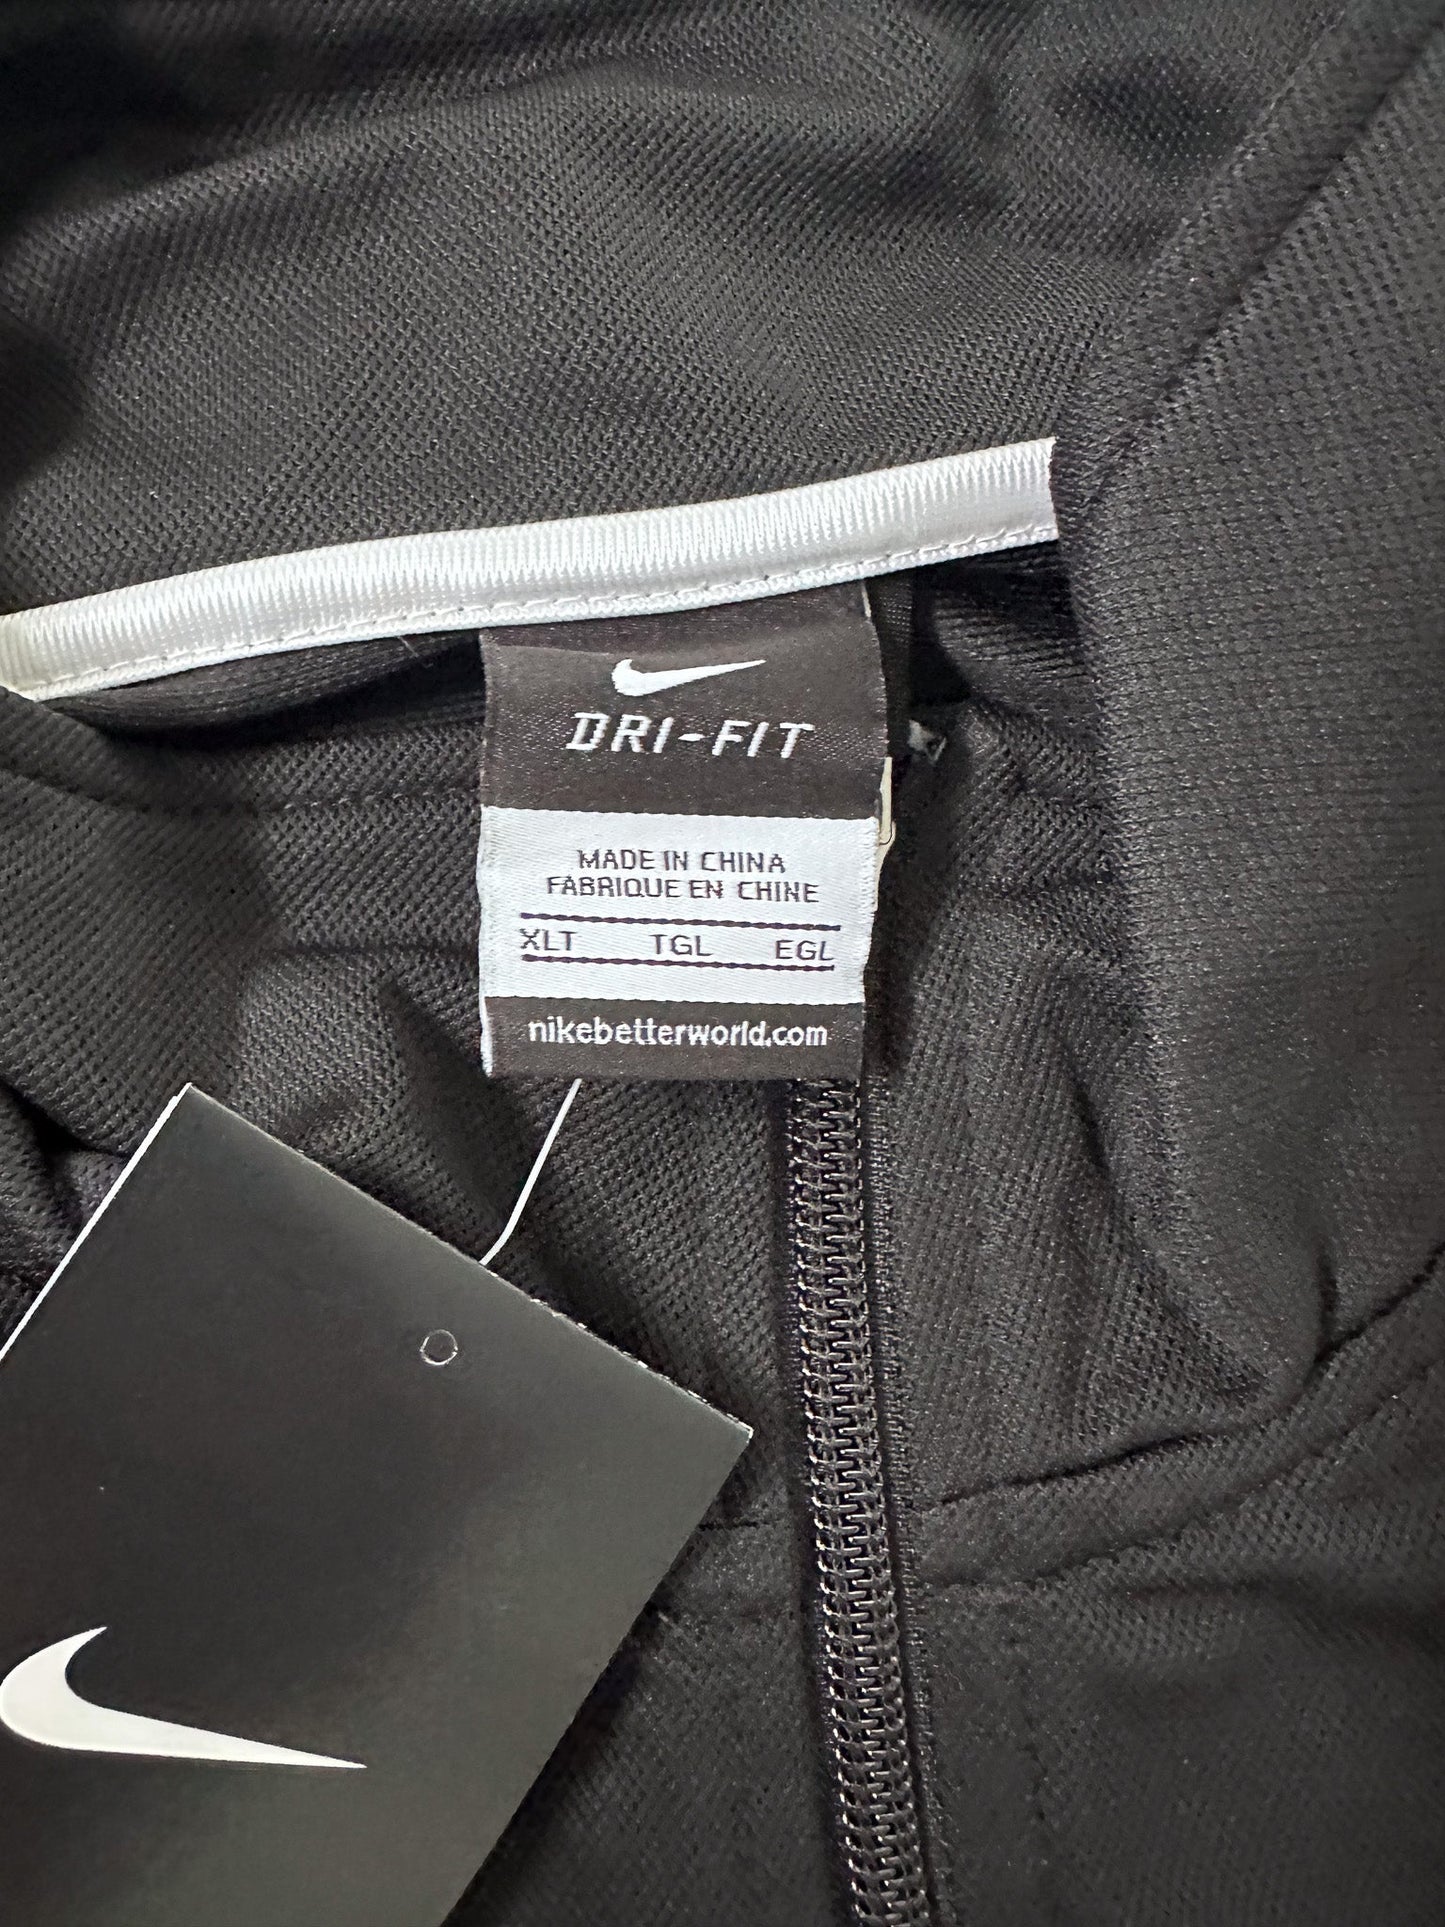 DRI-FIT
MADE IN CHINA
FABRIQUE EN CHINE
XLT TGL EGL
nikebetterworld.com